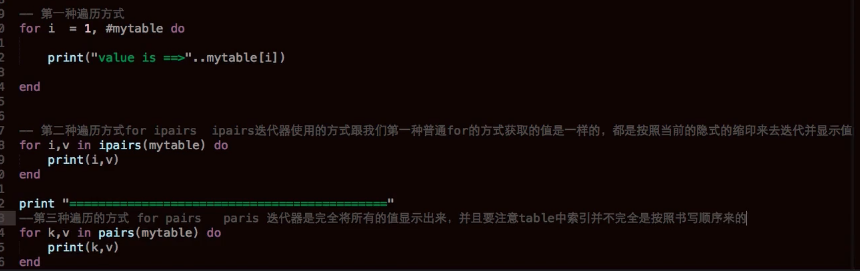 -- 第一种遍历方式
for i  = 1, #mytable do
print("value is ==>"..mytable[i])
end
-- 第二种遍历方式for ipairs  ipairs迭代器使用的方式跟我们第一种普通for的方式获取的值是一样的，都是按照当前的隐式的缩印来去迭代并显示值
for i,v in ipairs(mytable) do
print(i,v)
end
print "============================================"
--第三种遍历的方式 for pairs   paris 迭代器是完全将所有的值显示出来，并且要注意table中索引并不完全是按照书写顺序来的
for k,v in pairs(mytable) do
print(k,v)
end